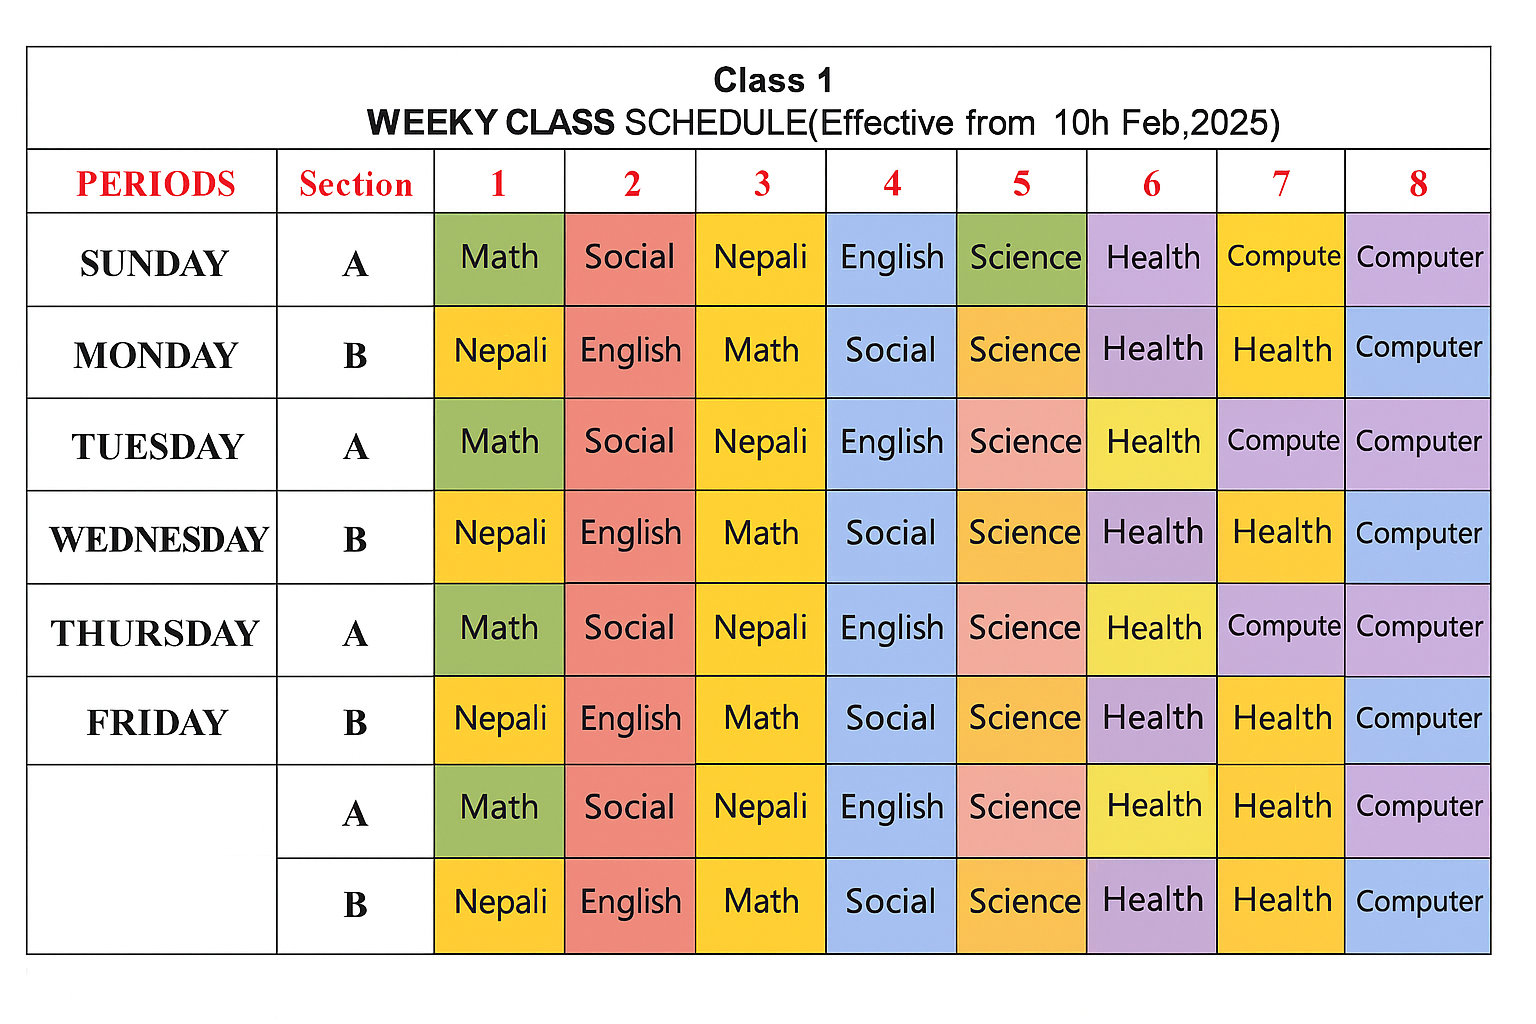 Class 1
WEEKY CLASS SCHEDULE(Effective from 10h Feb,2025)
PERIODS Section 1 2 3 4 5 6 7 8
SUNDAY A Math Social Nepali English Science Health Compute Computer
MONDAY B Nepali English Math Social Science Health Health Computer
TUESDAY A Math Social Nepali English Science Health Compute Computer
WEDNESDAY B Nepali English Math Social Science Health Health Computer
THURSDAY A Math Social Nepali English Science Health Compute Computer
FRIDAY B Nepali English Math Social Science Health Health Computer
A Math Social Nepali English Science Health Health Computer
B Nepali English Math Social Science Health Health Computer